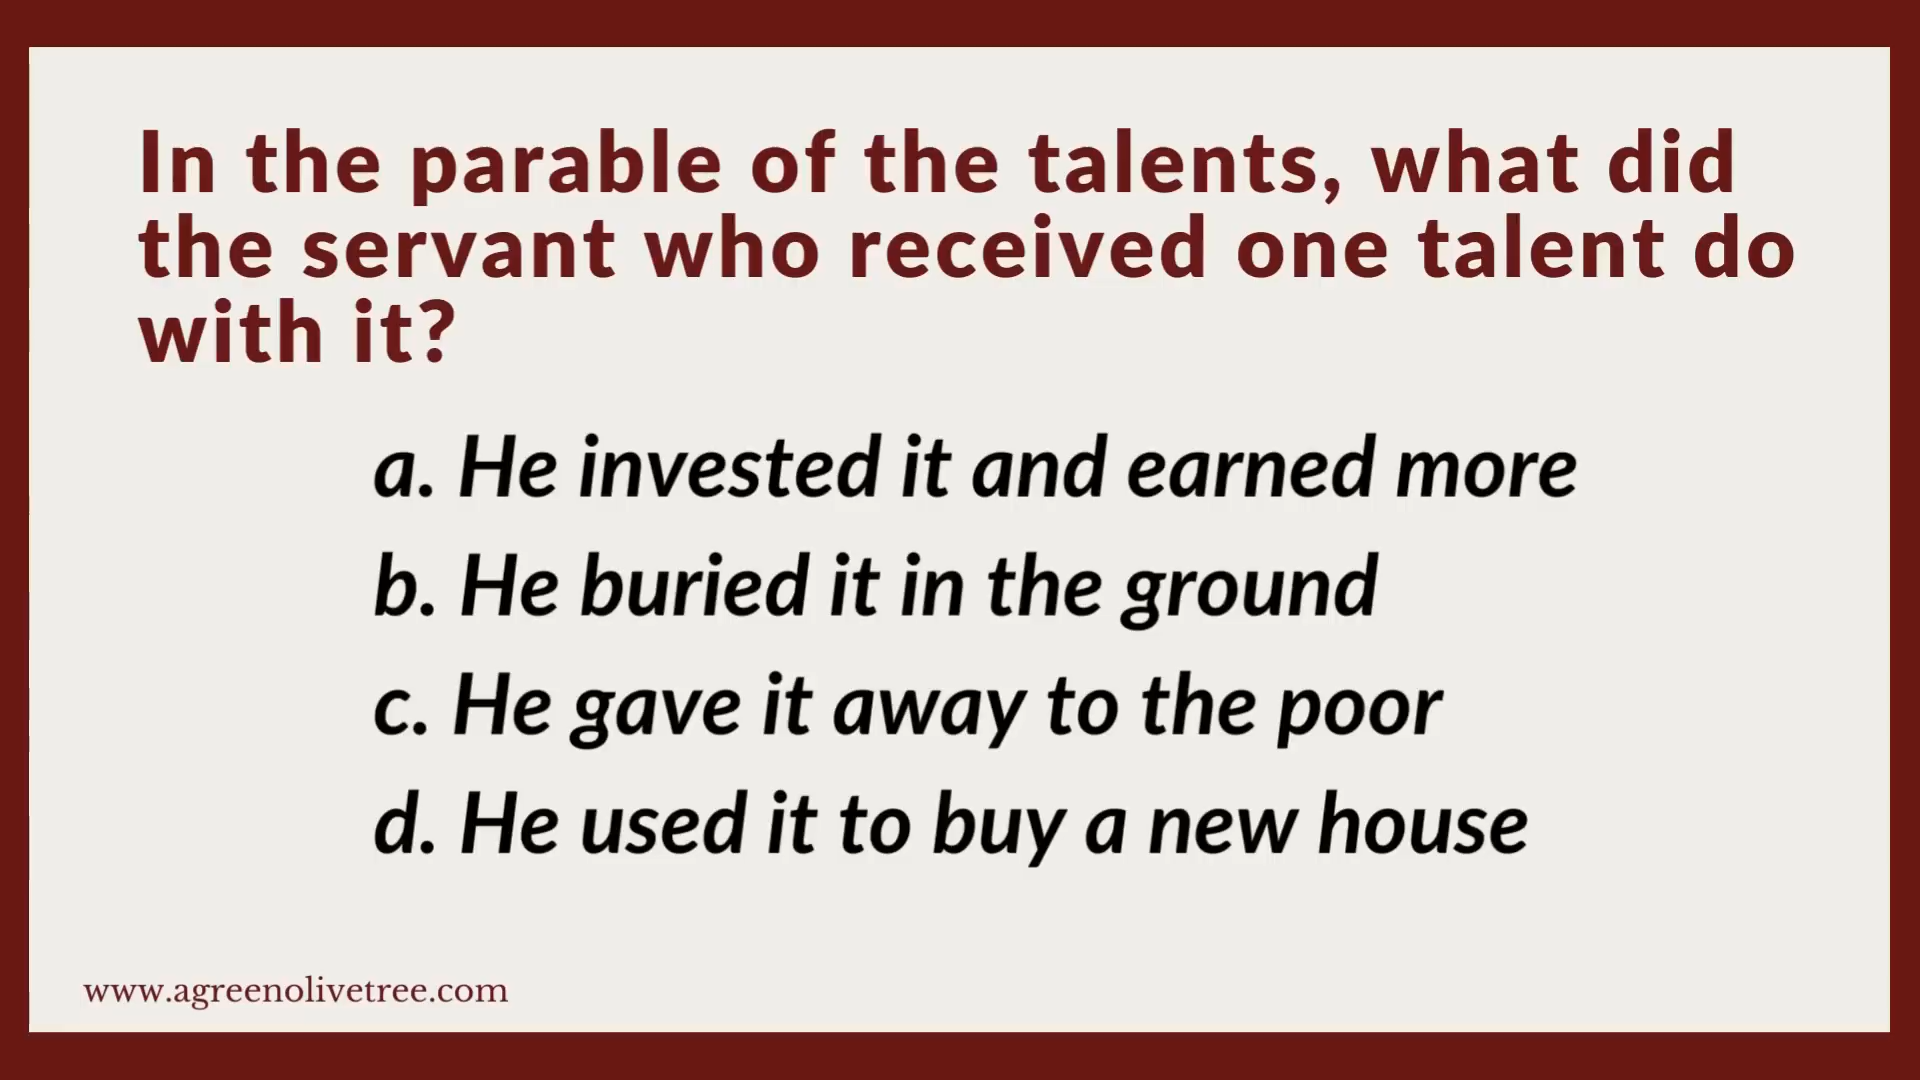 In the parable of the talents, what did
the servant who received one talent do
with it?
a. He invested it and earned more
b. He buried it in the ground
c. He gave it away to the poor
d. He used it to buy a new house
www.agreenolivetree.com